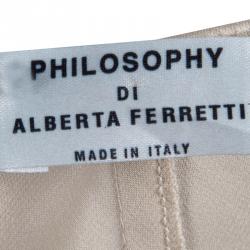 PHILOSOPHY
DI
ALBERTA FERRETTI
MADE IN ITALY